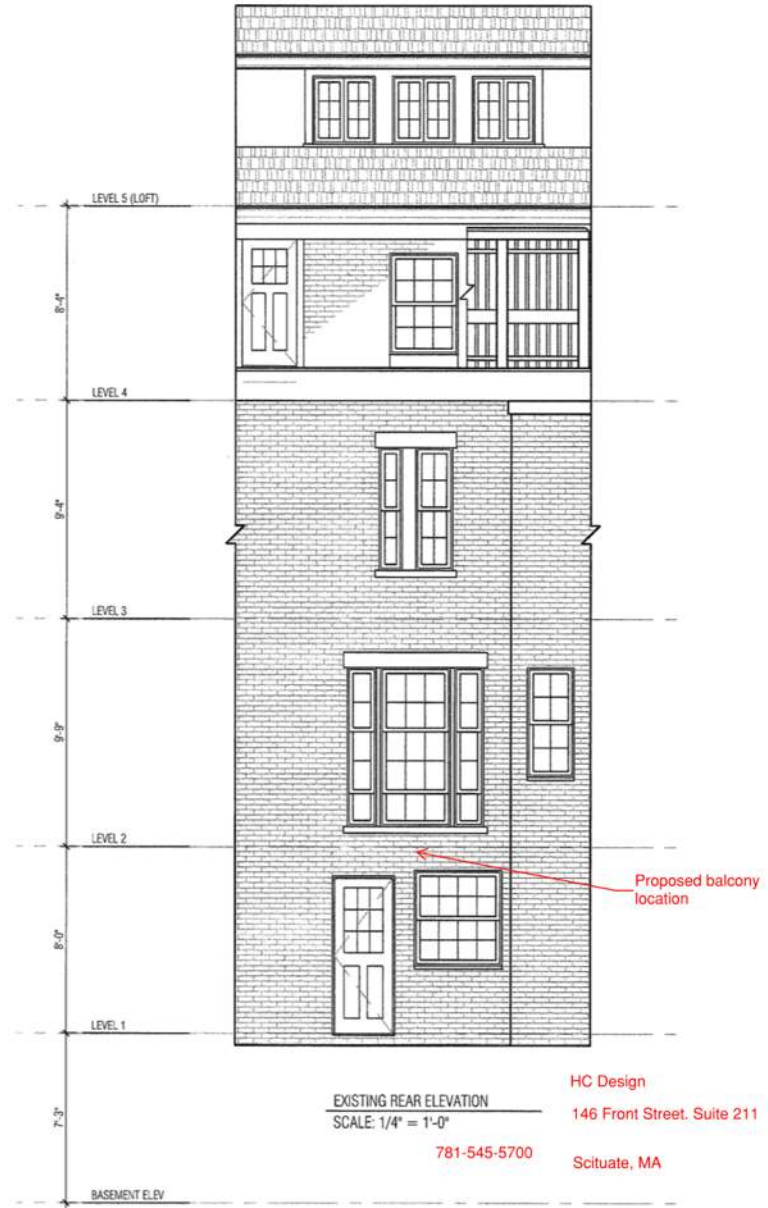 LEVEL 5 (LOFT)
8'-4"
LEVEL 4
9'-4"
LEVEL 3
9'-9"
LEVEL 2
Proposed balcony
location
8'-0"
LEVEL 1
7'-3"
EXISTING REAR ELEVATION
SCALE: 1/4" = 1'-0"
HC Design
146 Front Street. Suite 211
781-545-5700
Scituate, MA
BASEMENT ELEV